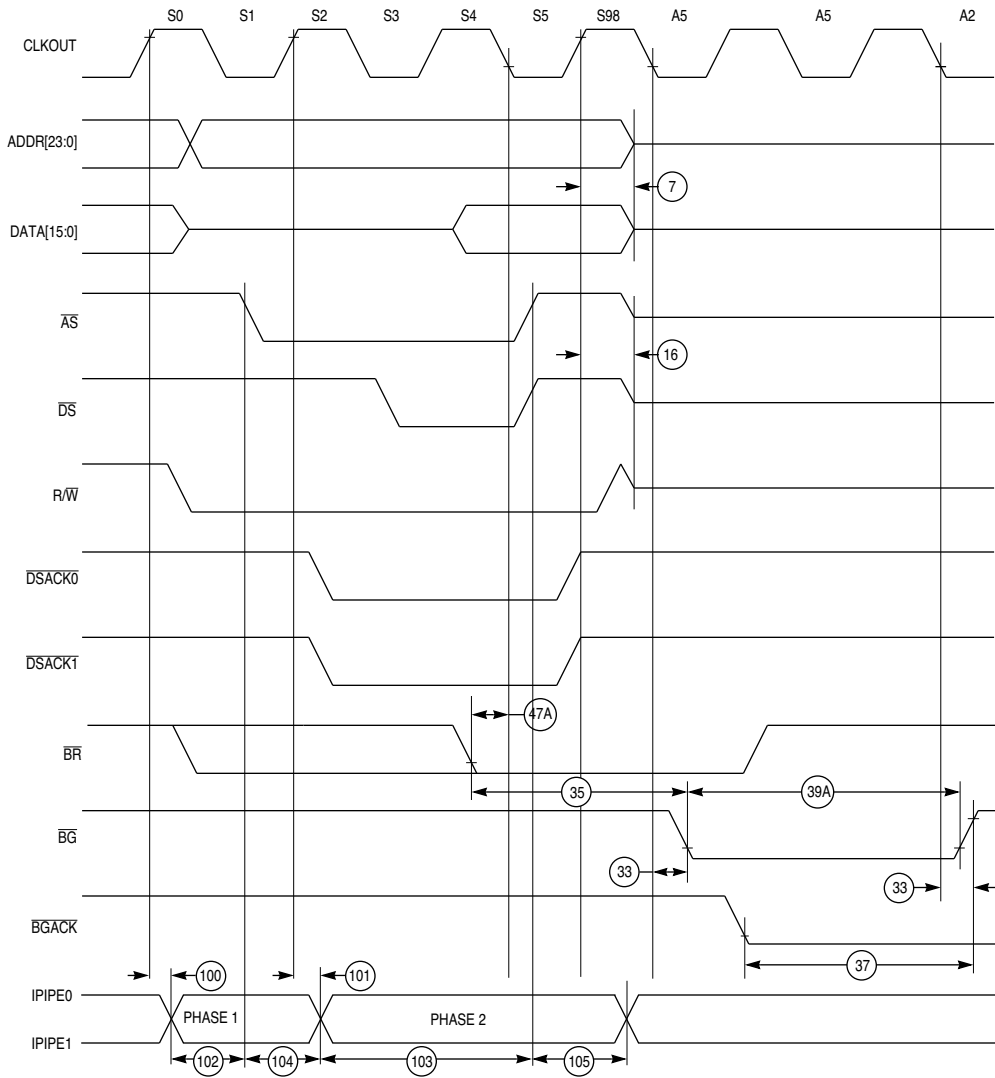 S0 S1 S2 S3 S4 S5 S98 A5 A5 A2
CLKOUT
ADDR[23:0]
7
DATA[15:0]
AS
16
DS
R/W
DSACK0
DSACK1
47A
BR
35 39A
BG
33 33
BGACK
37
100 101
IPIPE0
PHASE 1 PHASE 2
IPIPE1
102 104 103 105